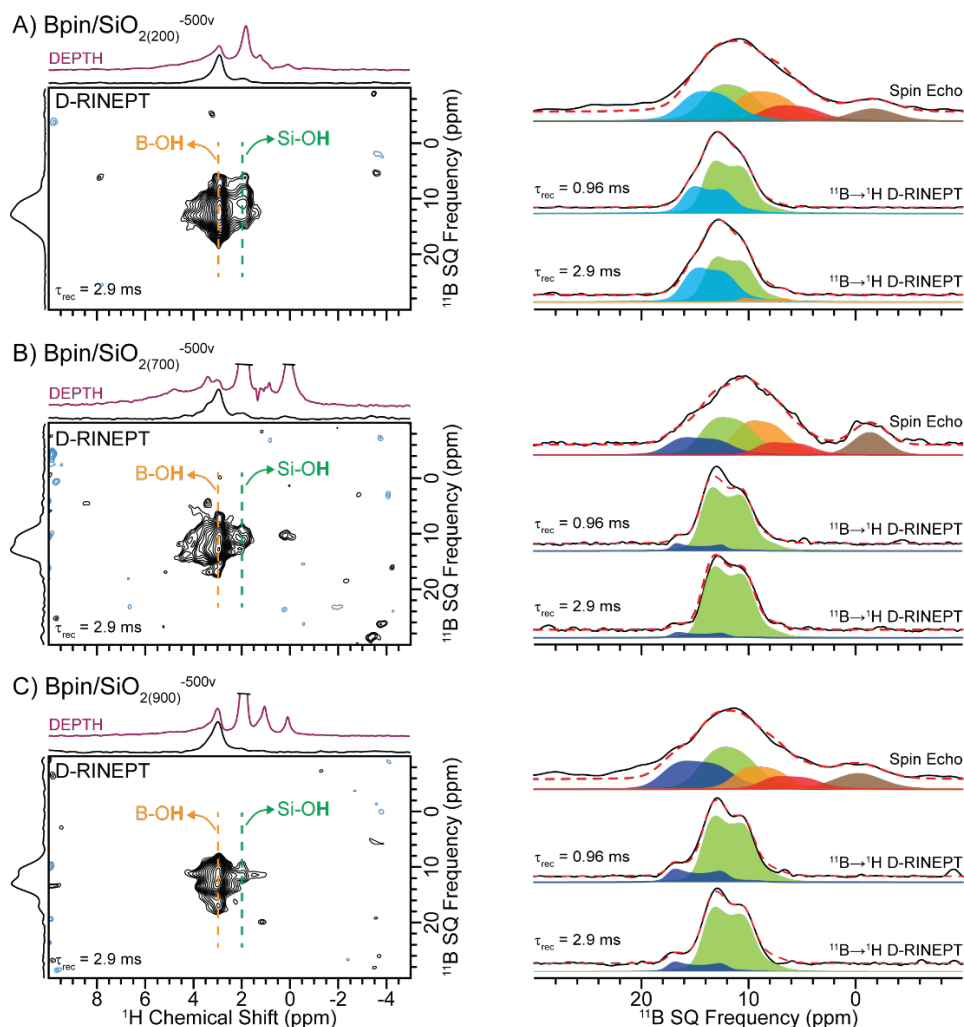 A) Bpin/SiO2(200)-500v
DEPTH
D-RINEPT
B-OH
Si-OH
τrec = 2.9 ms
0
10
20
11B SQ Frequency (ppm)
Spin Echo
τrec = 0.96 ms
11B→1H D-RINEPT
τrec = 2.9 ms
11B→1H D-RINEPT
B) Bpin/SiO2(700)-500v
DEPTH
D-RINEPT
B-OH
Si-OH
τrec = 2.9 ms
0
10
20
11B SQ Frequency (ppm)
Spin Echo
τrec = 0.96 ms
11B→1H D-RINEPT
τrec = 2.9 ms
11B→1H D-RINEPT
C) Bpin/SiO2(900)-500v
DEPTH
D-RINEPT
B-OH
Si-OH
τrec = 2.9 ms
0
10
20
11B SQ Frequency (ppm)
8 6 4 2 0 -2 -4
1H Chemical Shift (ppm)
Spin Echo
τrec = 0.96 ms
11B→1H D-RINEPT
τrec = 2.9 ms
11B→1H D-RINEPT
20 10 0
11B SQ Frequency (ppm)